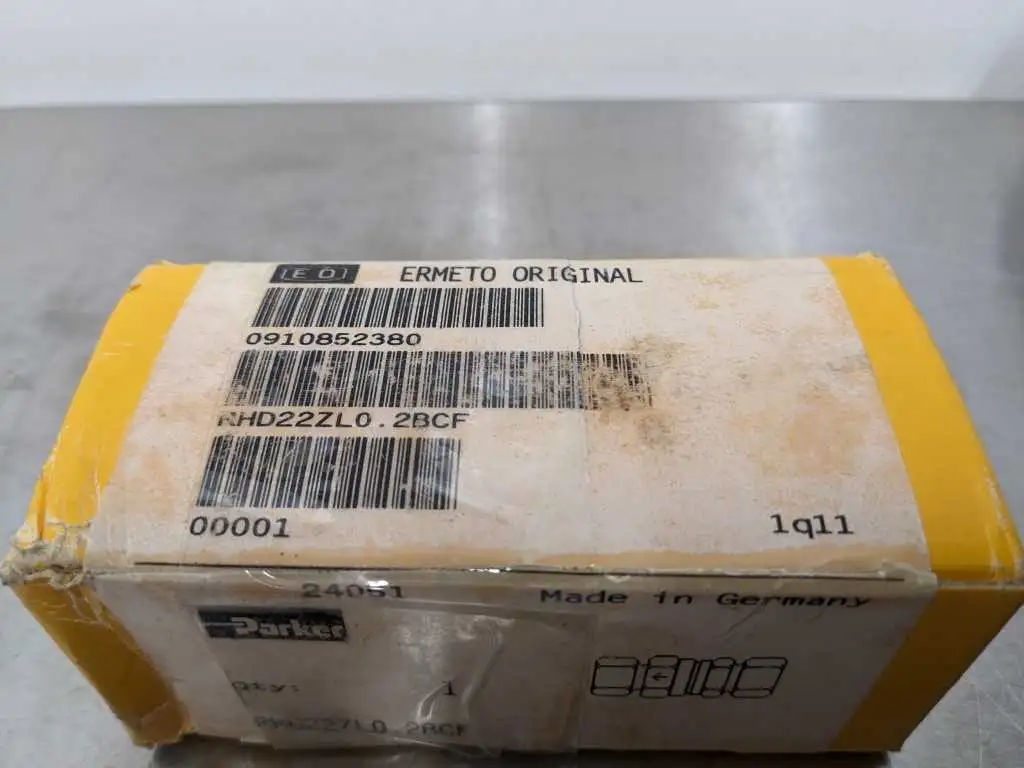 EO ERMETO ORIGINAL
0910852380
RHD22ZL0.2BCF
00001 1q11
24051 Made in Germany
Parker
Qty: 1
RHD22ZL0.2BCF